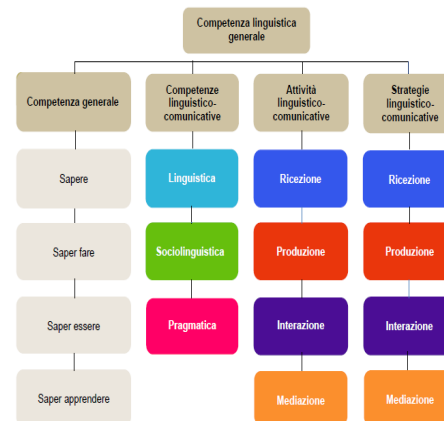 Competenza linguistica
generale
Competenza generale
Competenze
linguistico-
comunicative
Attività
linguistico-
comunicative
Strategie
linguistico-
comunicative
Sapere
Linguistica
Ricezione
Ricezione
Saper fare
Sociolinguistica
Produzione
Produzione
Saper essere
Pragmatica
Interazione
Interazione
Saper apprendere
Mediazione
Mediazione